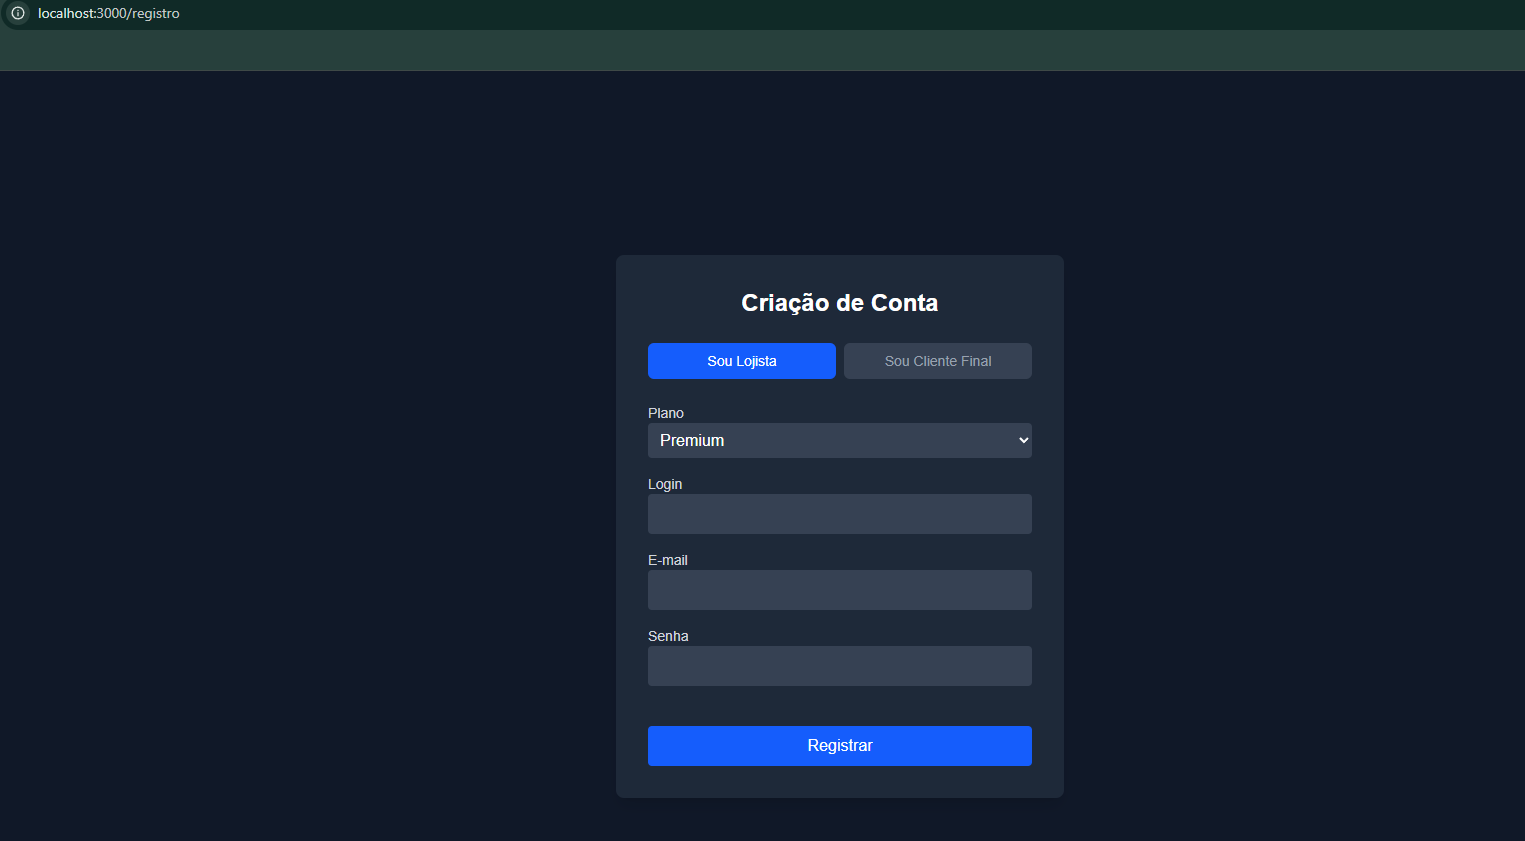 localhost:3000/registro
Criação de Conta
Sou Lojista
Sou Cliente Final
Plano
Premium
Login
E-mail
Senha
Registrar